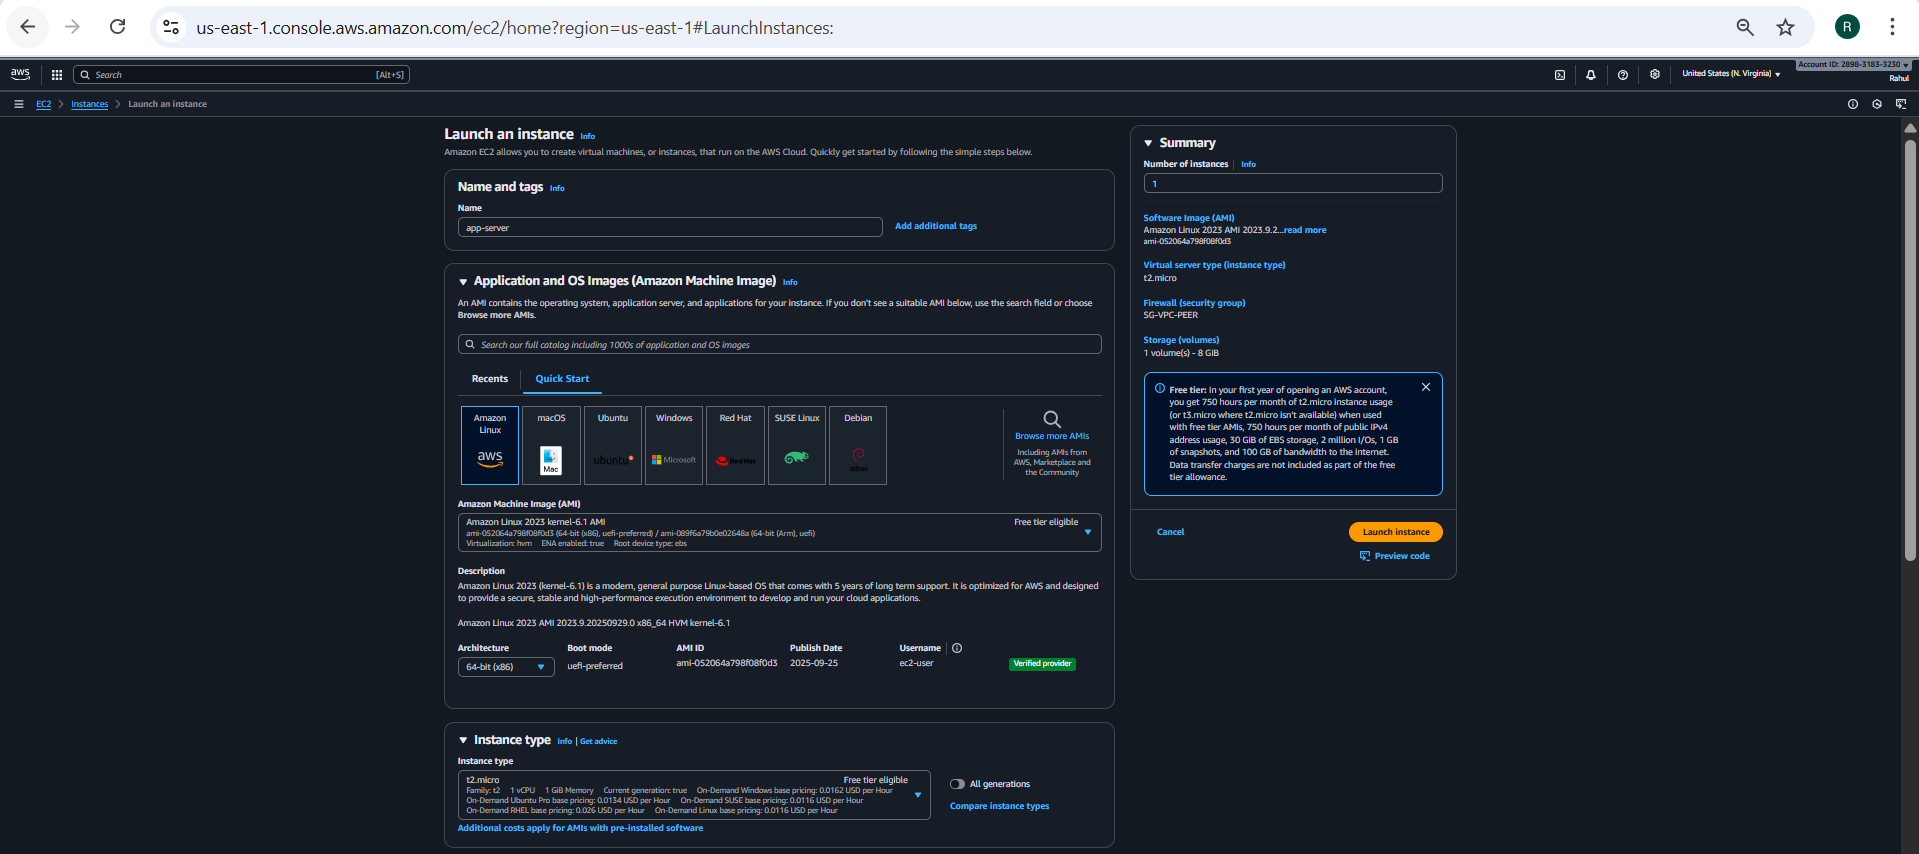 us-east-1.console.aws.amazon.com/ec2/home?region=us-east-1#LaunchInstances:
R
aws
Search
[Alt+S]
United States (N. Virginia)
Account ID: 2898-3183-3230
Rahul
EC2
Instances
Launch an instance
Launch an instance Info
Amazon EC2 allows you to create virtual machines, or instances, that run on the AWS Cloud. Quickly get started by following the simple steps below.
Name and tags Info
Name
app-server
Add additional tags
Application and OS Images (Amazon Machine Image) Info
An AMI contains the operating system, application server, and applications for your instance. If you don't see a suitable AMI below, use the search field or choose
Browse more AMIs.
Search our full catalog including 1000s of application and OS images
Recents
Quick Start
Amazon
Linux
aws
macOS
Mac
Ubuntu
ubuntu
Windows
Microsoft
Red Hat
Red Hat
SUSE Linux
Debian
debian
Browse more AMIs
Including AMIs from
AWS, Marketplace and
the Community
Amazon Machine Image (AMI)
Amazon Linux 2023 kernel-6.1 AMI
Free tier eligible
ami-052064a798f08f0d3 (64-bit (x86), uefi-preferred) / ami-089f6a79b0e02648a (64-bit (Arm), uefi)
Virtualization: hvm ENA enabled: true Root device type: ebs
Description
Amazon Linux 2023 (kernel-6.1) is a modern, general purpose Linux-based OS that comes with 5 years of long term support. It is optimized for AWS and designed
to provide a secure, stable and high-performance execution environment to develop and run your cloud applications.
Amazon Linux 2023 AMI 2023.9.20250929.0 x86_64 HVM kernel-6.1
Architecture
64-bit (x86)
Boot mode
uefi-preferred
AMI ID
ami-052064a798f08f0d3
Publish Date
2025-09-25
Username
ec2-user
Verified provider
Instance type Info | Get advice
Instance type
t2.micro
Free tier eligible
Family: t2 1 vCPU 1 GiB Memory Current generation: true On-Demand Windows base pricing: 0.0162 USD per Hour
On-Demand Ubuntu Pro base pricing: 0.0134 USD per Hour On-Demand SUSE base pricing: 0.0116 USD per Hour
On-Demand RHEL base pricing: 0.026 USD per Hour On-Demand Linux base pricing: 0.0116 USD per Hour
All generations
Compare instance types
Additional costs apply for AMIs with pre-installed software
Summary
Number of instances Info
1
Software Image (AMI)
Amazon Linux 2023 AMI 2023.9.2...read more
ami-052064a798f08f0d3
Virtual server type (instance type)
t2.micro
Firewall (security group)
SG-VPC-PEER
Storage (volumes)
1 volume(s) - 8 GiB
Free tier: In your first year of opening an AWS account,
you get 750 hours per month of t2.micro instance usage
(or t3.micro where t2.micro isn't available) when used
with free tier AMIs, 750 hours per month of public IPv4
address usage, 30 GiB of EBS storage, 2 million I/Os, 1 GB
of snapshots, and 100 GB of bandwidth to the internet.
Data transfer charges are not included as part of the free
tier allowance.
Cancel
Launch instance
Preview code